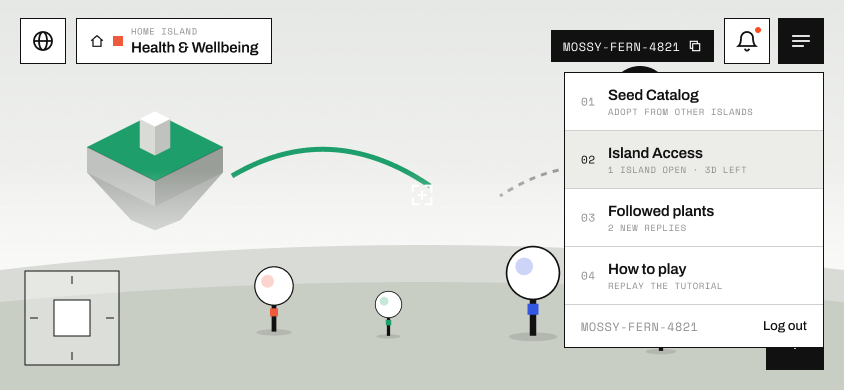 HOME ISLAND
Health & Wellbeing
MOSSY-FERN-4821
01 Seed Catalog
ADOPT FROM OTHER ISLANDS
02 Island Access
1 ISLAND OPEN · 3D LEFT
03 Followed plants
2 NEW REPLIES
04 How to play
REPLAY THE TUTORIAL
MOSSY-FERN-4821 Log out